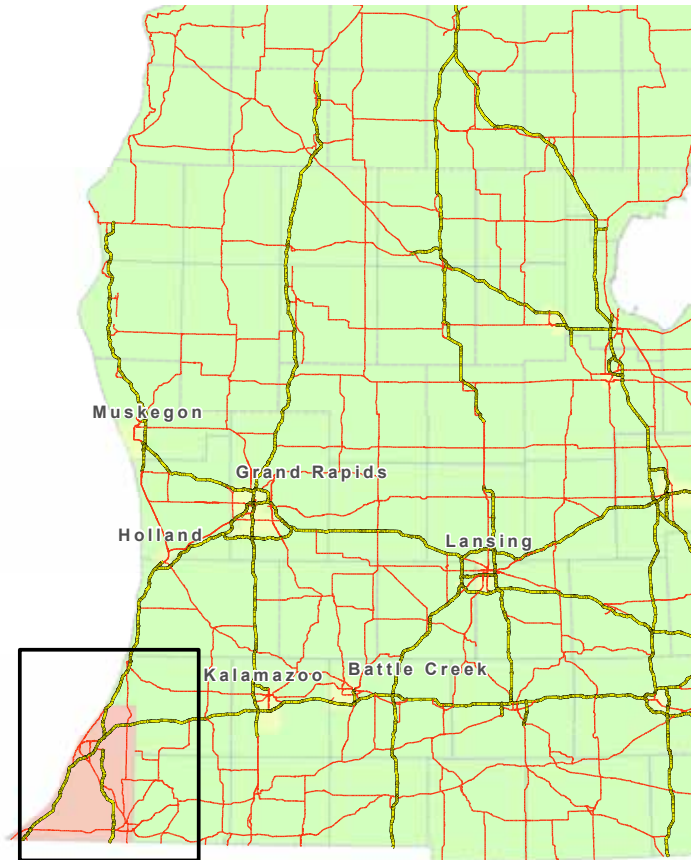 Muskegon
Grand Rapids
Holland
Lansing
Kalamazoo
Battle Creek